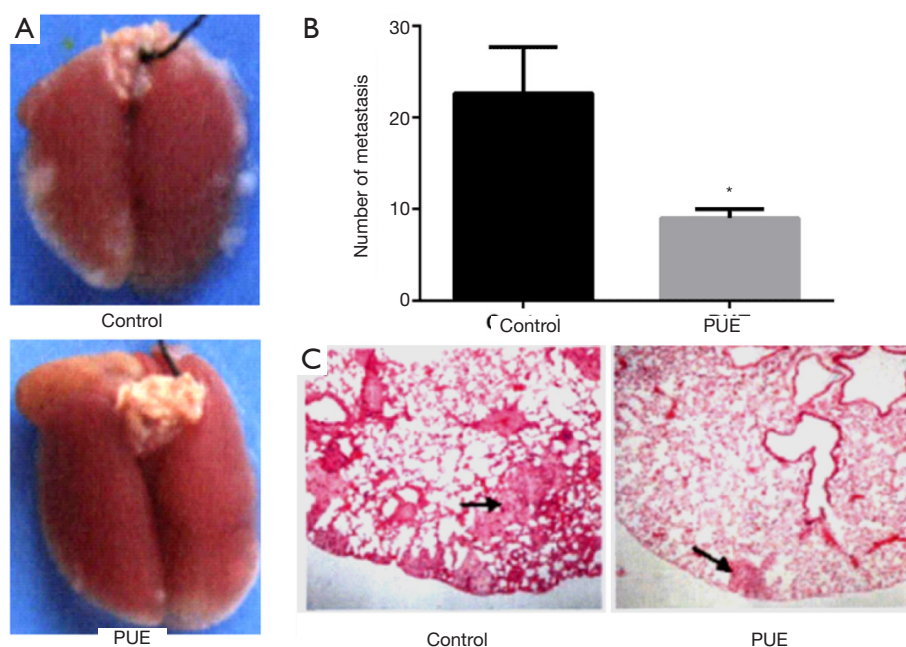 A
Control
PUE
B
Number of metastasis
30
20
10
0
*
Control
PUE
C
Control
PUE